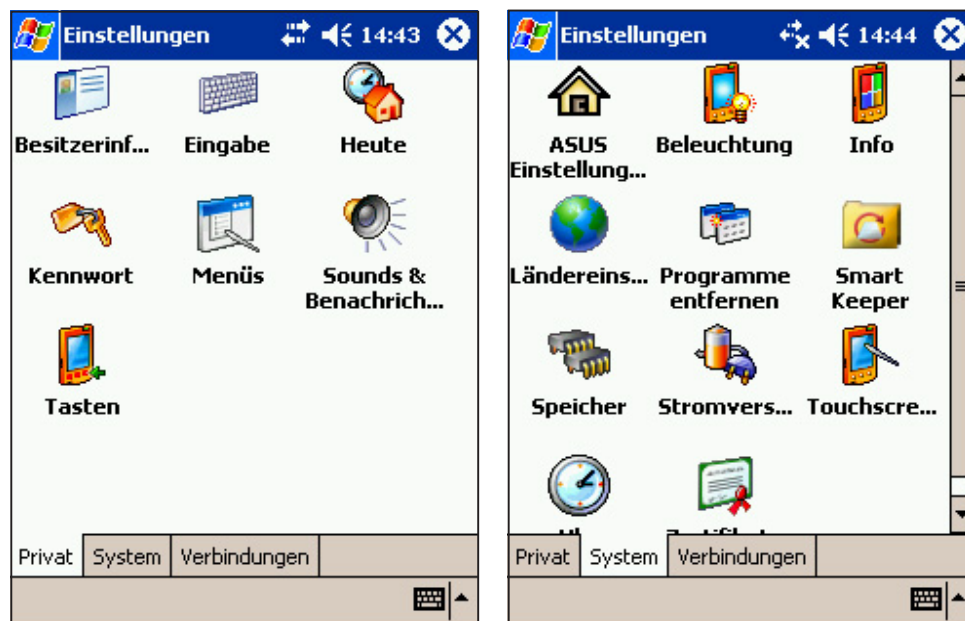 Einstellungen 14:43
Besitzerinf... Eingabe Heute
Kennwort Menüs Sounds &
Benachrich...
Tasten
Privat System Verbindungen
Einstellungen 14:44
ASUS Beleuchtung Info
Einstellung...
Ländereins... Programme Smart
entfernen Keeper
Speicher Stromvers... Touchscre...
Privat System Verbindungen